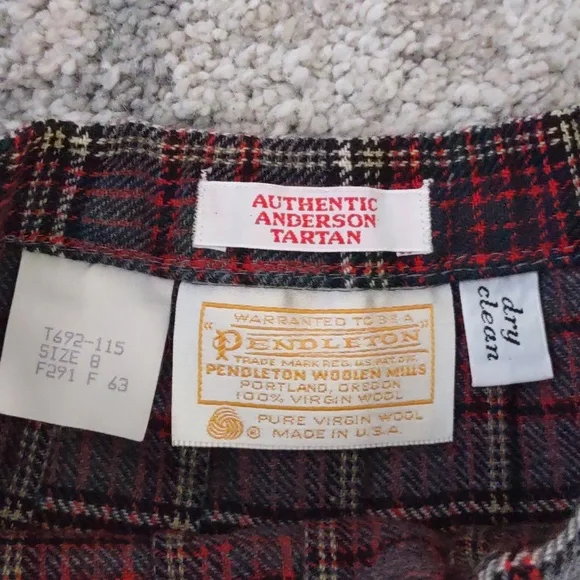 AUTHENTIC
ANDERSON
TARTAN
T692-115
SIZE 8
F291 F 63
WARRANTED TO BE A
"PENDLETON"
TRADE MARK REG. U.S. PAT. OFF.
PENDLETON WOOLEN MILLS
PORTLAND, OREGON
100% VIRGIN WOOL
PURE VIRGIN WOOL
® MADE IN U.S.A.
dry
clean